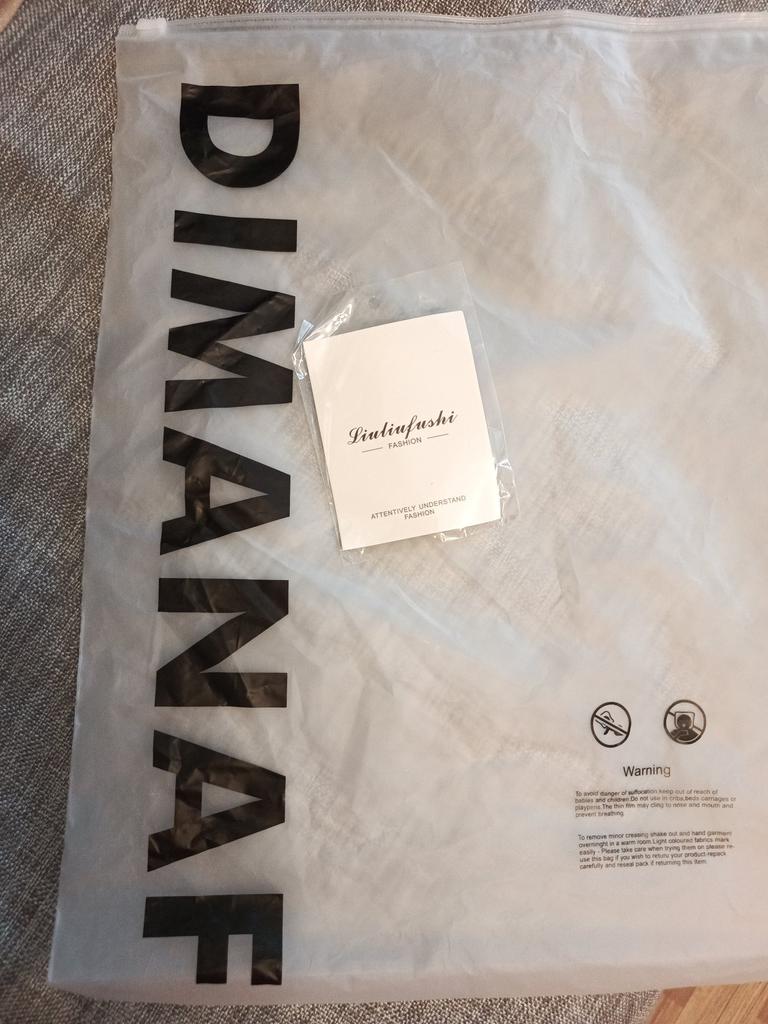 DIMANAF
Liuliufushi
FASHION
ATTENTIVELY UNDERSTAND
FASHION
Warning
To avoid danger of suffocation,keep out of reach of
babies and children.Do not use in cribs,beds carriages or
playpens.The thin film may cling to nose and mouth and
prevent breathing.
To remove minor creasing shake out and hand garment
overninght in a warm room.Light coloured fabrics mark
easily - Please take care when trying them on please re-
use this bag if you wish to return your product-repack
carefully and reseal pack if returning this item.